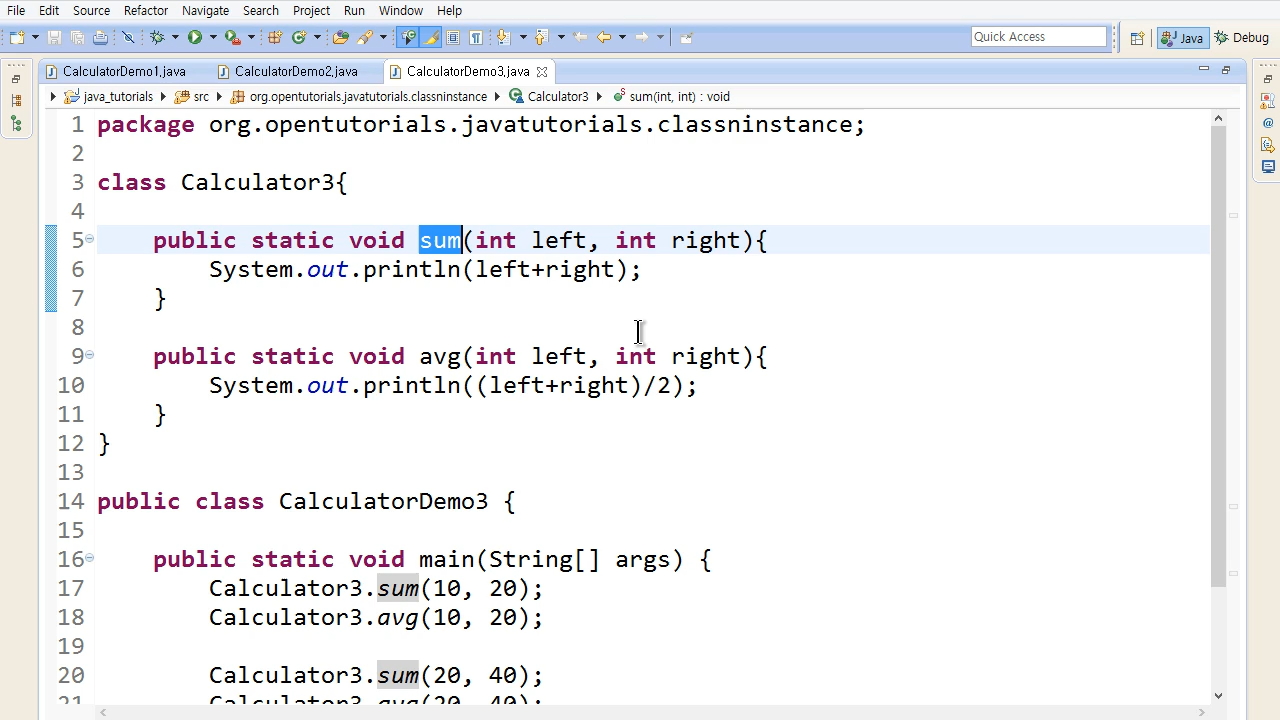 File Edit Source Refactor Navigate Search Project Run Window Help
Quick Access Java Debug
CalculatorDemo1.java CalculatorDemo2.java CalculatorDemo3.java
java_tutorials src org.opentutorials.javatutorials.classninstance Calculator3 sum(int, int) : void
1 package org.opentutorials.javatutorials.classninstance;
2
3 class Calculator3{
4
5 public static void sum(int left, int right){
6 System.out.println(left+right);
7 }
8
9 public static void avg(int left, int right){
10 System.out.println((left+right)/2);
11 }
12 }
13
14 public class CalculatorDemo3 {
15
16 public static void main(String[] args) {
17 Calculator3.sum(10, 20);
18 Calculator3.avg(10, 20);
19
20 Calculator3.sum(20, 40);
21 Calculator3.avg(20, 40);